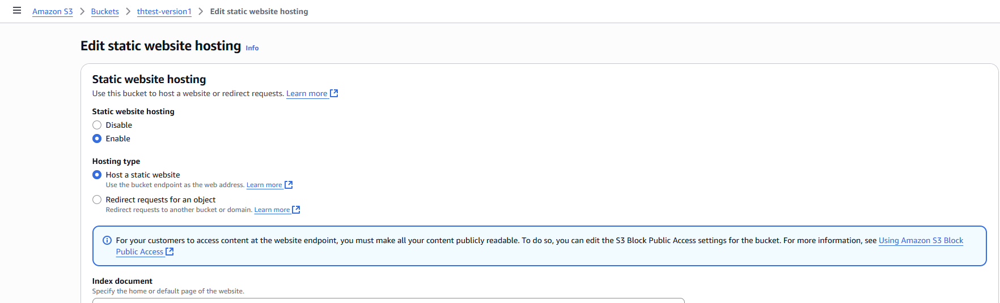 Amazon S3 > Buckets > thtest-version1 > Edit static website hosting
Edit static website hosting Info
Static website hosting
Use this bucket to host a website or redirect requests. Learn more
Static website hosting
Disable
Enable
Hosting type
Host a static website
Use the bucket endpoint as the web address. Learn more
Redirect requests for an object
Redirect requests to another bucket or domain. Learn more
For your customers to access content at the website endpoint, you must make all your content publicly readable. To do so, you can edit the S3 Block Public Access settings for the bucket. For more information, see Using Amazon S3 Block
Public Access
Index document
Specify the home or default page of the website.